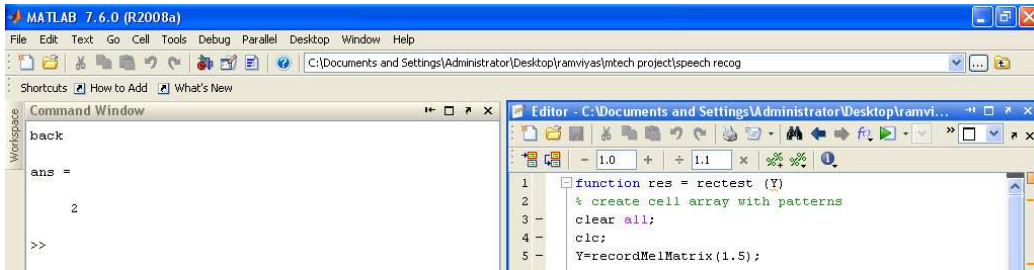 MATLAB 7.6.0 (R2008a)
File Edit Text Go Cell Tools Debug Parallel Desktop Window Help
C:\Documents and Settings\Administrator\Desktop\ramviyas\mtech project\speech recog
Shortcuts How to Add What's New
Workspace
Command Window
back
ans =
2
>>
Editor - C:\Documents and Settings\Administrator\Desktop\ramvi...
- 1.0 + ÷ 1.1 ×
1 function res = rectest (Y)
2 % create cell array with patterns
3 - clear all;
4 - clc;
5 - Y=recordMelMatrix(1.5);